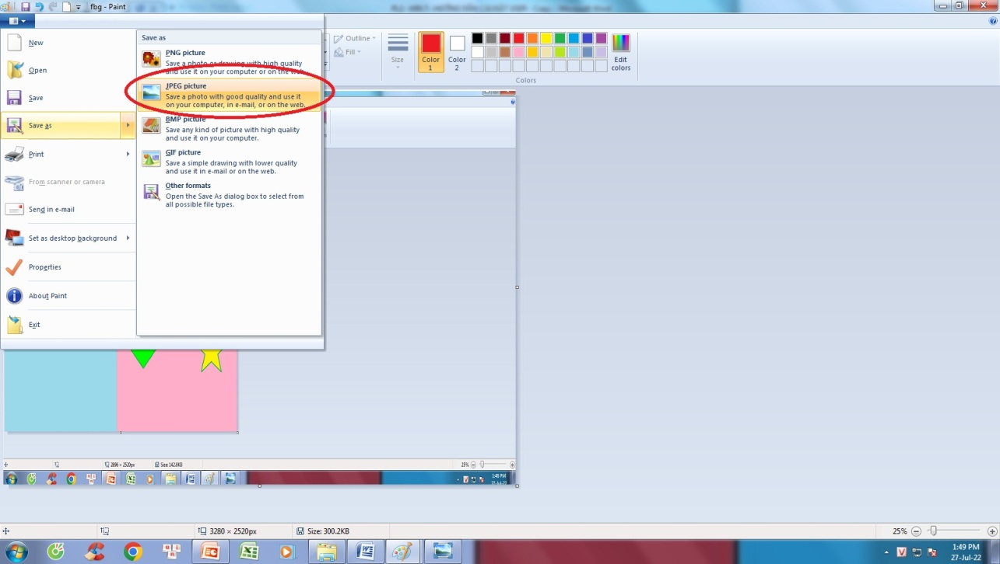 fbg - Paint
Save as
New
PNG picture
Save a photo or drawing with high quality
and use it on your computer or on the web.
Open
JPEG picture
Save a photo with good quality and use it
on your computer, in e-mail, or on the web.
Save
BMP picture
Save any kind of picture with high quality
and use it on your computer.
Save as
GIF picture
Save a simple drawing with lower quality
and use it in e-mail or on the web.
Print
Other formats
Open the Save As dialog box to select from
all possible file types.
From scanner or camera
Send in e-mail
Set as desktop background
Properties
About Paint
Exit
Outline
Fill
Size
Color
1
Color
2
Edit
colors
Colors
2896 × 2520px
Size: 142.8KB
25%
1:46 PM
27-Jul-22
3280 × 2520px
Size: 300.2KB
25%
1:49 PM
27-Jul-22